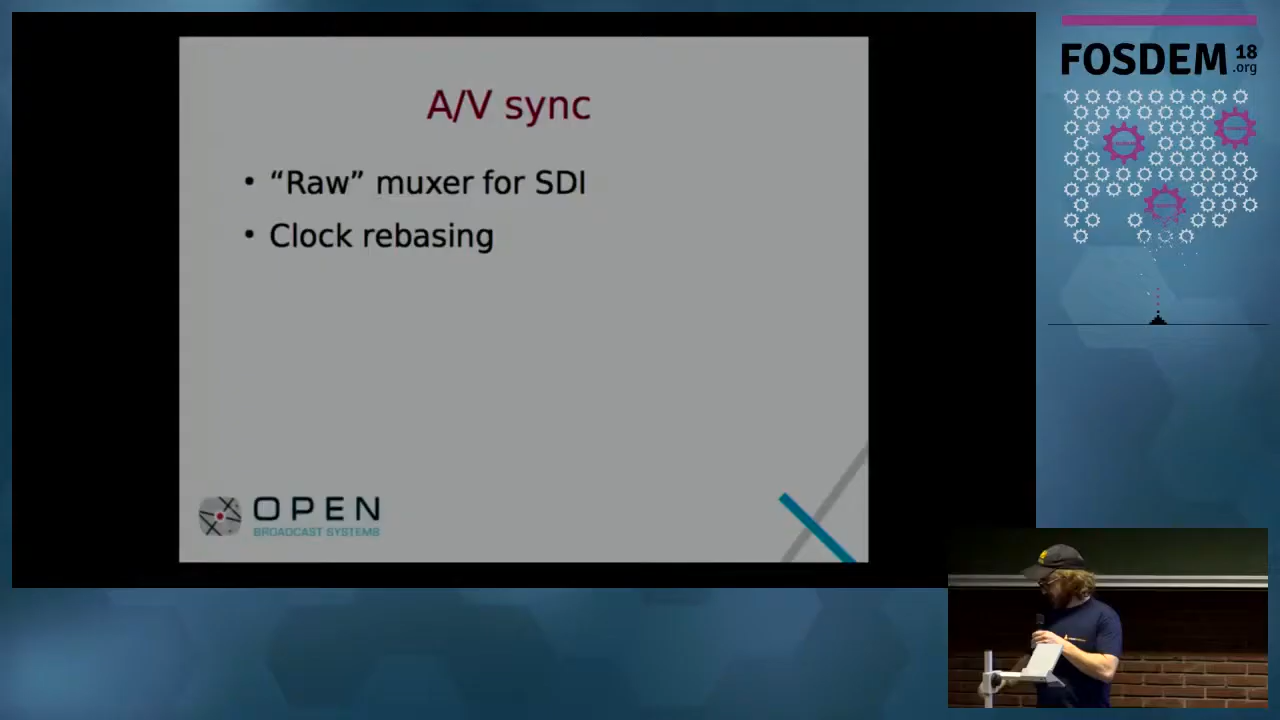 A/V sync
• “Raw” muxer for SDI
• Clock rebasing
OPEN
BROADCAST SYSTEMS
FOSDEM 18
.org